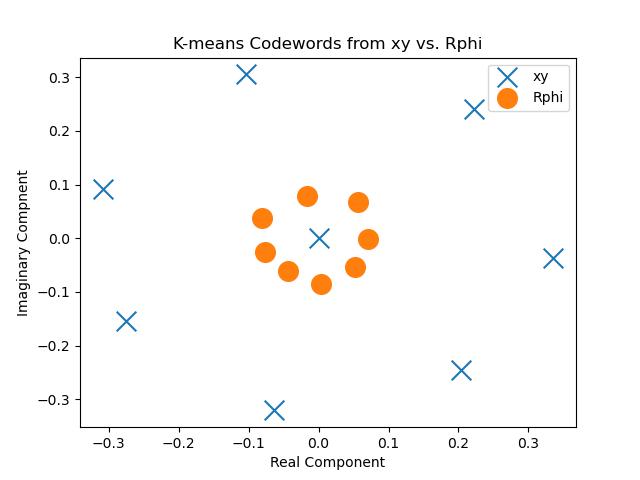 K-means Codewords from xy vs. Rphi
xy
Rphi
0.3
0.2
0.1
0.0
−0.1
−0.2
−0.3
Imaginary Compnent
−0.3
−0.2
−0.1
0.0
0.1
0.2
0.3
Real Component